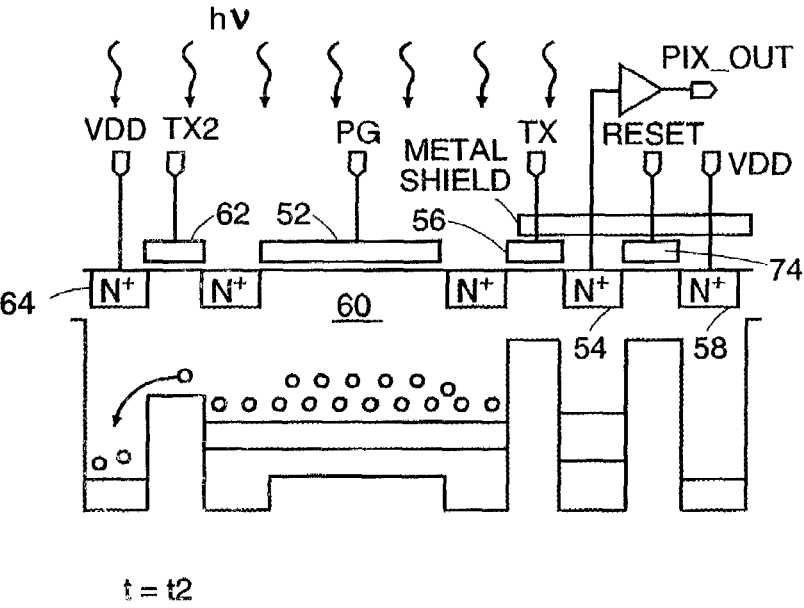 hν
PIX_OUT
VDD TX2 PG TX RESET
METAL
SHIELD
VDD
62 52 56
74
64 N+ N+ 60 N+ N+ N+
54 58
t = t2